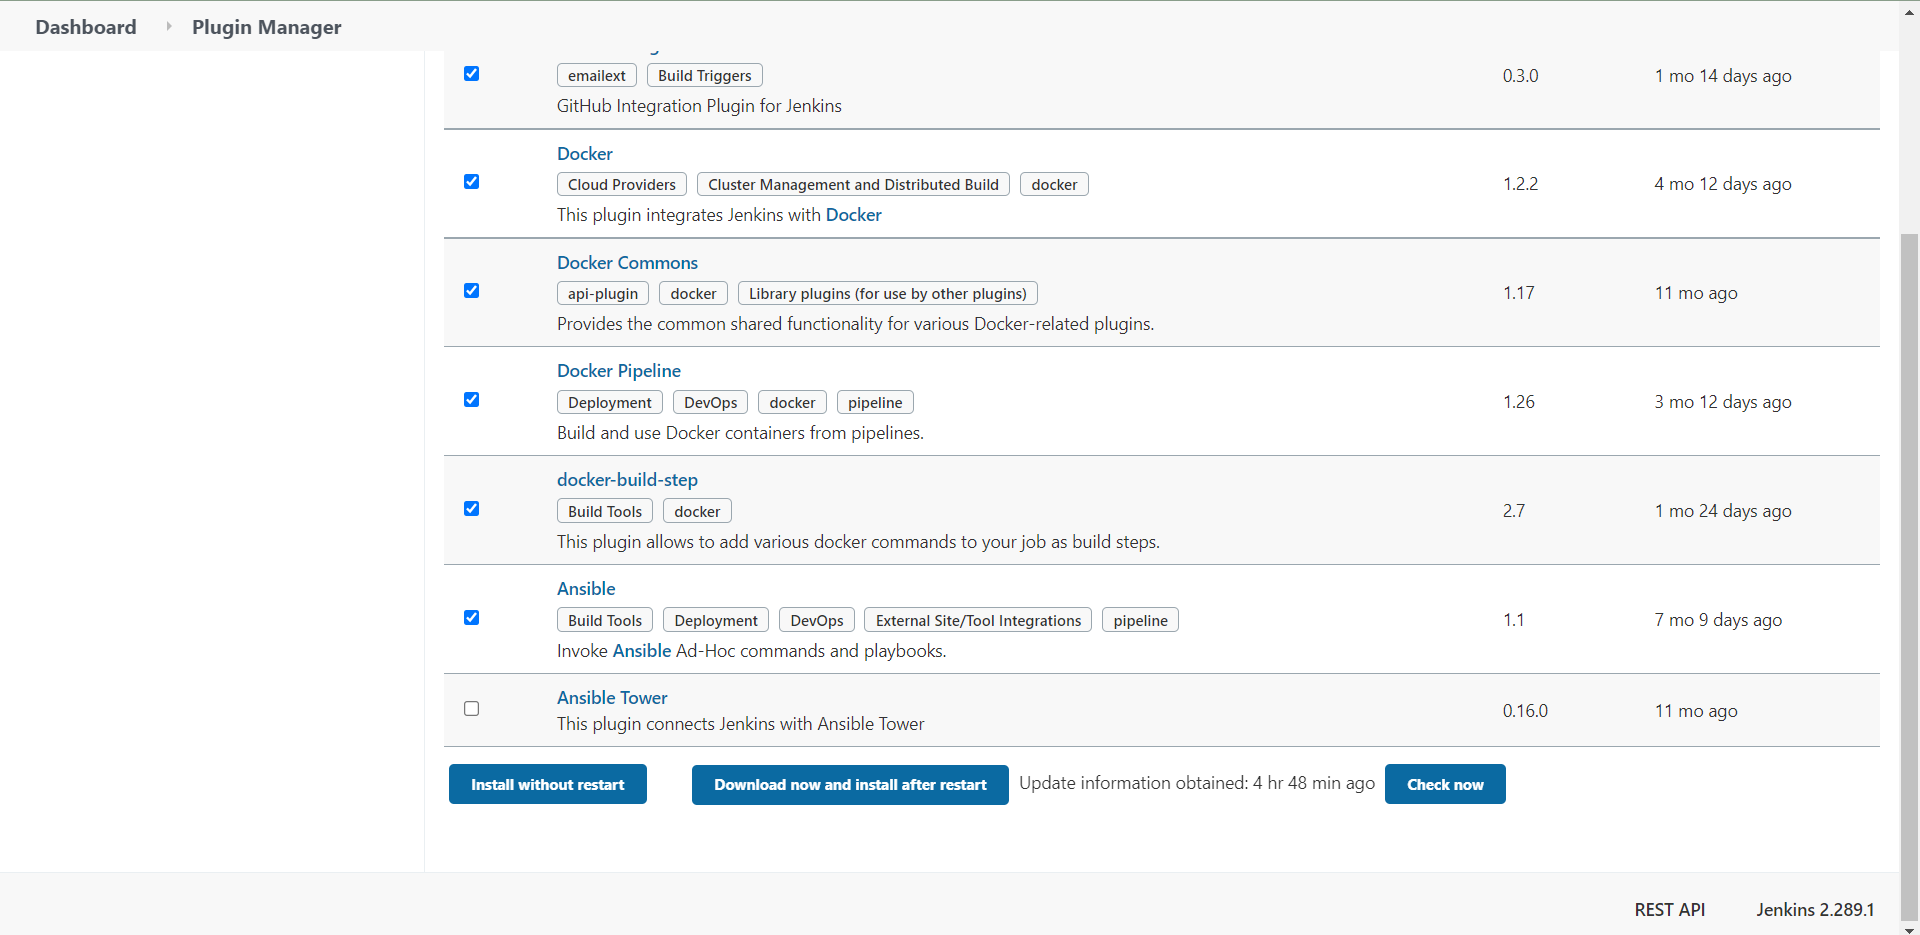 Dashboard Plugin Manager
emailext Build Triggers
0.3.0 1 mo 14 days ago
GitHub Integration Plugin for Jenkins
Docker
Cloud Providers Cluster Management and Distributed Build docker
1.2.2 4 mo 12 days ago
This plugin integrates Jenkins with Docker
Docker Commons
api-plugin docker Library plugins (for use by other plugins)
1.17 11 mo ago
Provides the common shared functionality for various Docker-related plugins.
Docker Pipeline
Deployment DevOps docker pipeline
1.26 3 mo 12 days ago
Build and use Docker containers from pipelines.
docker-build-step
Build Tools docker
2.7 1 mo 24 days ago
This plugin allows to add various docker commands to your job as build steps.
Ansible
Build Tools Deployment DevOps External Site/Tool Integrations pipeline
1.1 7 mo 9 days ago
Invoke Ansible Ad-Hoc commands and playbooks.
Ansible Tower
0.16.0 11 mo ago
This plugin connects Jenkins with Ansible Tower
Install without restart Download now and install after restart Update information obtained: 4 hr 48 min ago Check now
REST API Jenkins 2.289.1